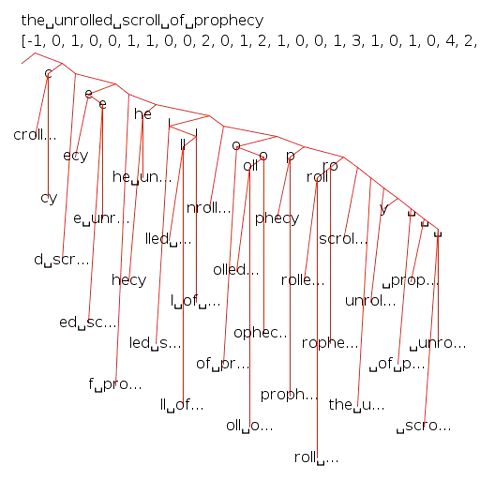 the␣unrolled␣scroll␣of␣prophecy
[-1, 0, 1, 0, 0, 1, 1, 0, 0, 2, 0, 1, 2, 1, 0, 0, 1, 3, 1, 0, 1, 0, 4, 2,
c
e
e
he
l
l
croll...
ll
o
o
p
ro
ecy
oll
roll
he␣un...
cy
y
␣
e␣unr...
nroll...
phecy
␣
lled␣...
scrol...
␣
d␣scr...
olled...
hecy
rolle...
␣prop...
l␣of␣...
unrol...
ed␣sc...
ophec...
led␣s...
rophe...
␣unro...
of␣pr...
␣of␣p...
f␣pro...
proph...
ll␣of...
the␣u...
oll␣o...
␣scro...
roll␣...